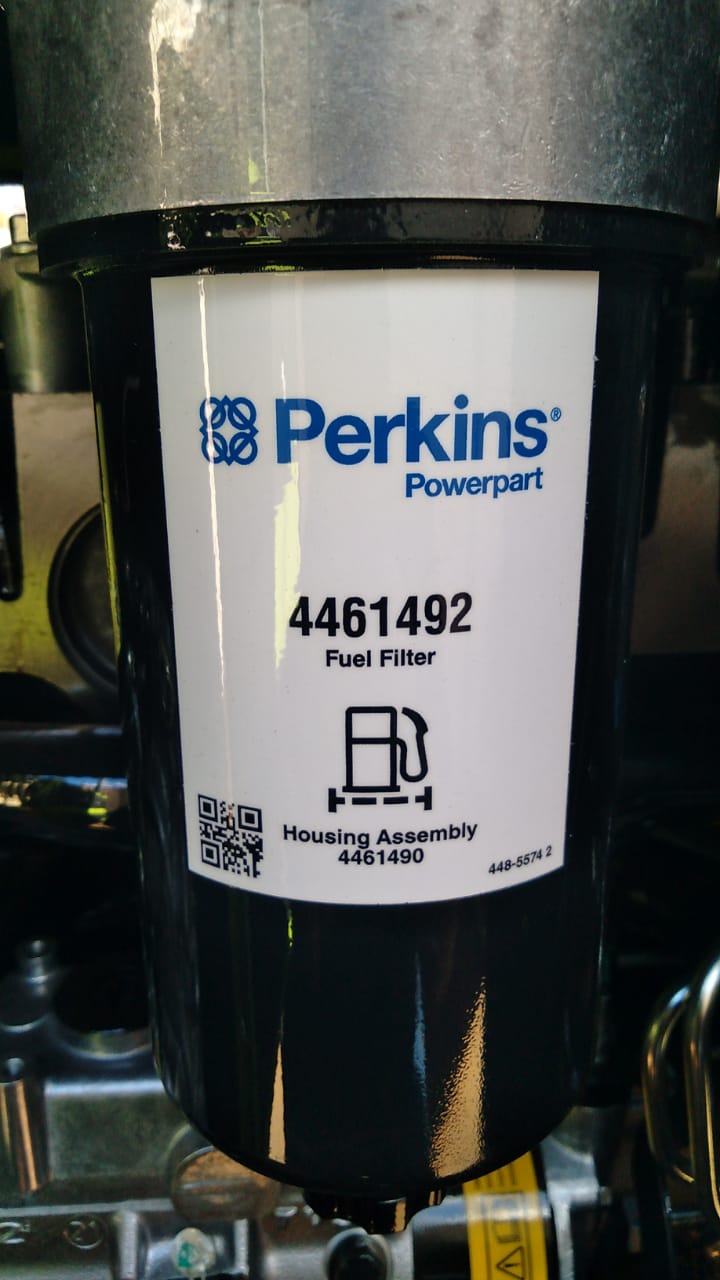 Perkins®
Powerpart
4461492
Fuel Filter
Housing Assembly
4461490
448-5574 2